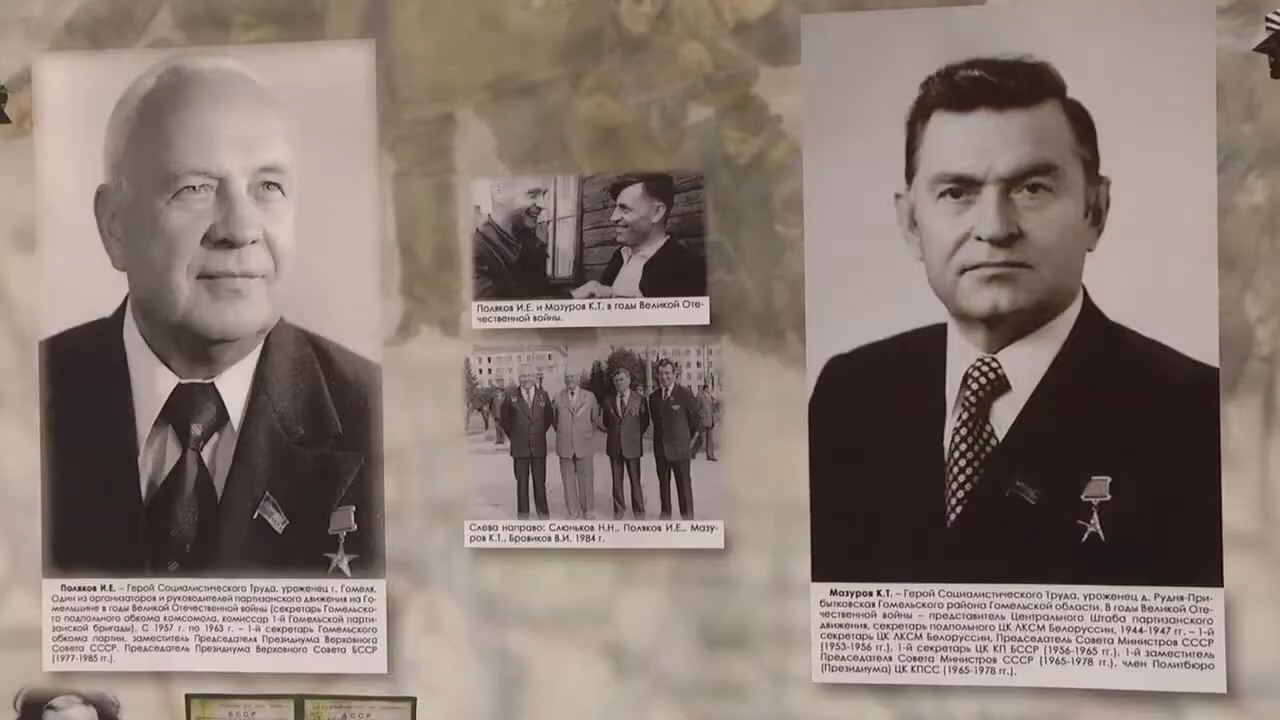 Поляков И.Е. – Герой Социалистического Труда, уроженец г. Гомеля.
Один из организаторов и руководителей партизанского движения на Го-
мельщине в годы Великой Отечественной войны (секретарь Гомельско-
го подпольного обкома комсомола, комиссар 1-й Гомельской парти-
занской бригады). С 1957 г. по 1963 г. – 1-й секретарь Гомельского
обкома партии, заместитель Председателя Президиума Верховного
Совета СССР, Председатель Президиума Верховного Совета БССР
(1977-1985 гг.).
Поляков И.Е. и Мазуров К.Т. в годы Великой Оте-
чественной войны.
Слева направо: Слюньков Н.Н., Поляков И.Е., Мазу-
ров К.Т., Бровиков В.И. 1984 г.
Мазуров К.Т. – Герой Социалистического Труда, уроженец д. Рудня-При-
бытковская Гомельского района Гомельской области. В годы Великой Оте-
чественной войны – представитель Центрального Штаба партизанского
движения, секретарь подпольного ЦК ЛКСМ Белоруссии, 1944-1947 гг. – 1-й
секретарь ЦК ЛКСМ Белоруссии, Председатель Совета Министров СССР
(1953-1956 гг.), 1-й секретарь ЦК КП БССР (1956-1965 гг.), 1-й заместитель
Председателя Совета Министров СССР (1965-1978 гг.), член Политбюро
(Президиума) ЦК КПСС (1965-1978 гг.).
БССР